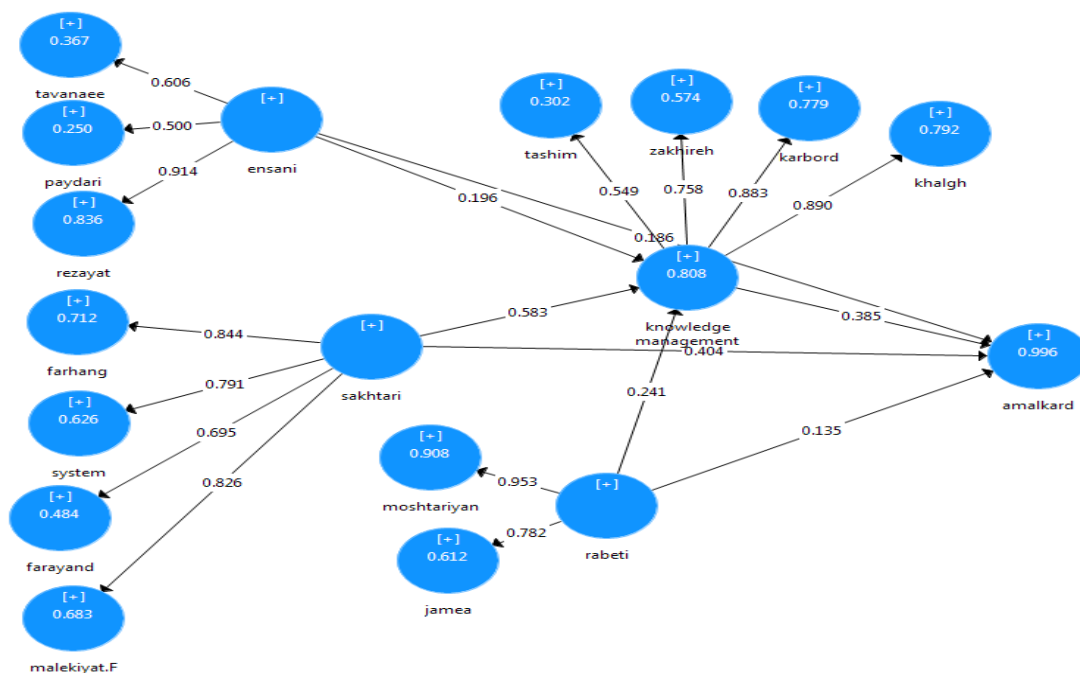 [+]
0.367
tavanaee
[+]
0.250
paydari
[+]
0.836
rezayat
[+]
0.712
farhang
[+]
0.626
system
[+]
0.484
farayand
[+]
0.683
malekiyat.F
0.606
0.500
0.914
[+]
ensani
0.196
0.186
0.844
0.791
0.695
0.826
[+]
sakhtari
0.583
0.404
[+]
0.302
tashim
[+]
0.574
zakhireh
[+]
0.779
karbord
[+]
0.792
khalgh
0.549
0.758
0.883
0.890
[+]
0.808
knowledge
management
0.385
0.241
0.135
[+]
0.996
amalkard
[+]
0.908
moshtariyan
[+]
0.612
jamea
0.953
0.782
[+]
rabeti